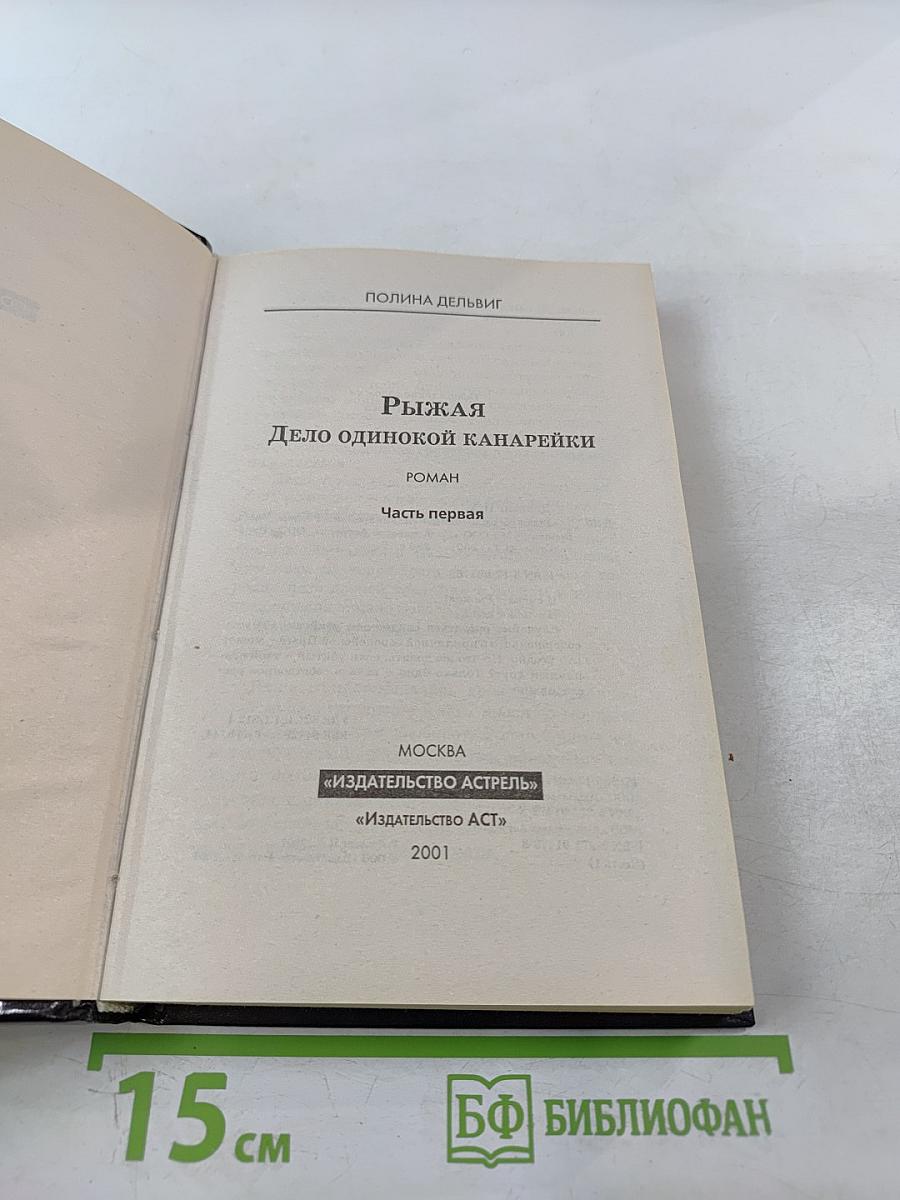 ПОЛИНА ДЕЛЬВИГ
РЫЖАЯ
ДЕЛО ОДИНОКОЙ КАНАРЕЙКИ
РОМАН
Часть первая
МОСКВА
«ИЗДАТЕЛЬСТВО АСТРЕЛЬ»
«ИЗДАТЕЛЬСТВО АСТ»
2001
15 см
БФ БИБЛИОФАН